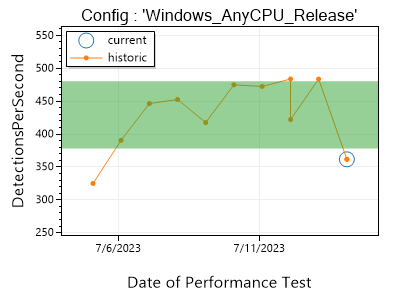 Config : 'Windows_AnyCPU_Release'
current
historic
DetectionsPerSecond
550
500
450
400
350
300
250
7/6/2023
7/11/2023
Date of Performance Test